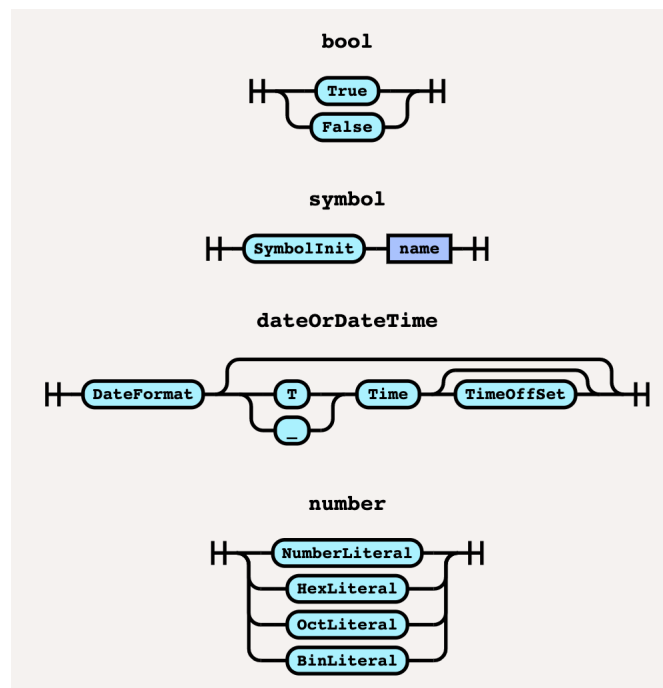 bool
True
False
symbol
SymbolInit name
dateOrDateTime
DateFormat T Time TimeOffSet
_
number
NumberLiteral
HexLiteral
OctLiteral
BinLiteral